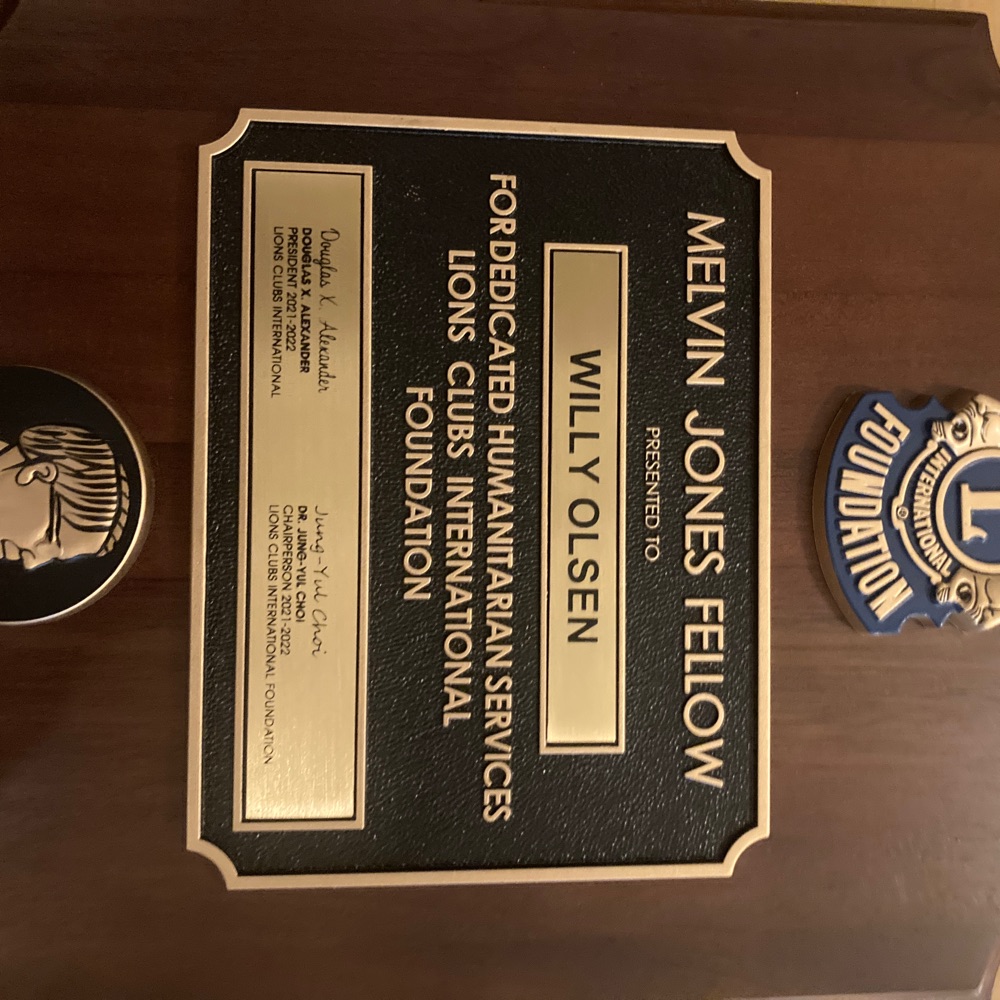 L
INTERNATIONAL
FOUNDATION
MELVIN JONES FELLOW
PRESENTED TO
WILLY OLSEN
FOR DEDICATED HUMANITARIAN SERVICES
LIONS CLUBS INTERNATIONAL
FOUNDATION
Douglas X. Alexander
DOUGLAS X. ALEXANDER
PRESIDENT 2021-2022
LIONS CLUBS INTERNATIONAL
Jung-Yul Choi
DR. JUNG-YUL CHOI
CHAIRPERSON 2021-2022
LIONS CLUBS INTERNATIONAL FOUNDATION